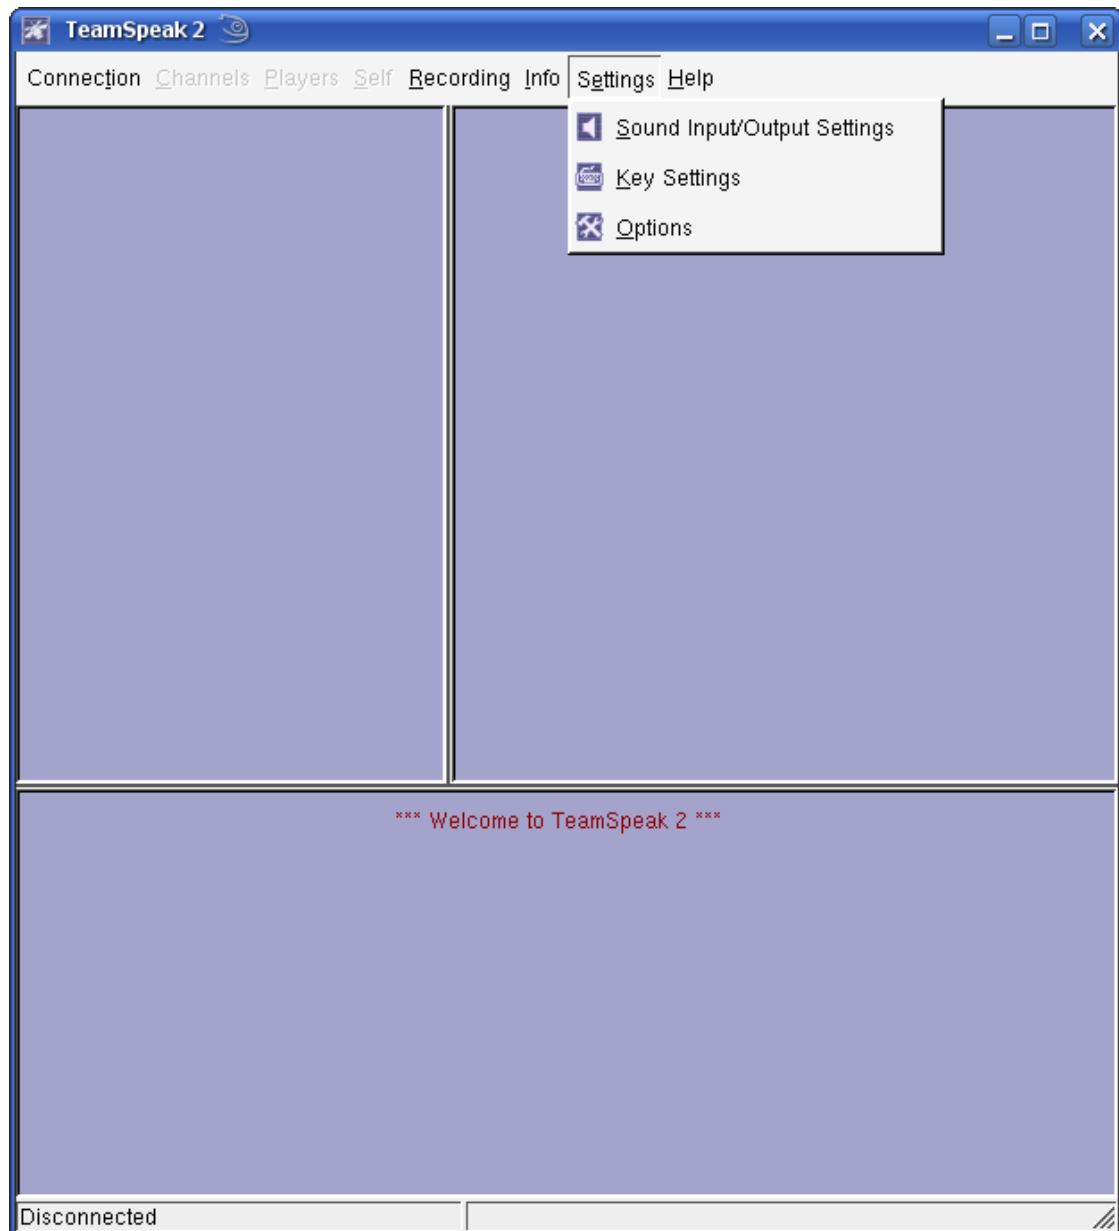 TeamSpeak 2
Connection Channels Players Self Recording Info Settings Help
Sound Input/Output Settings
Key Settings
Options
*** Welcome to TeamSpeak 2 ***
Disconnected